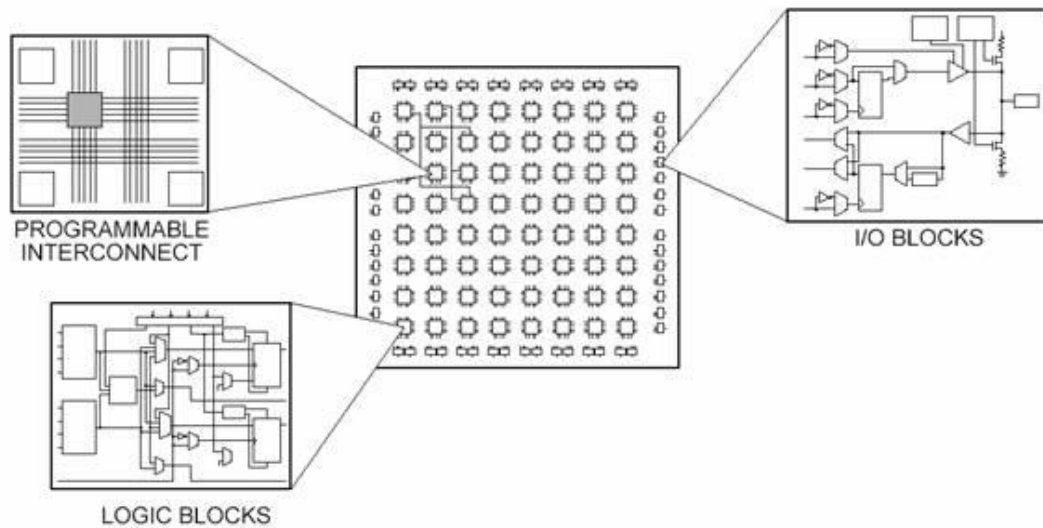 PROGRAMMABLE
INTERCONNECT
I/O BLOCKS
LOGIC BLOCKS